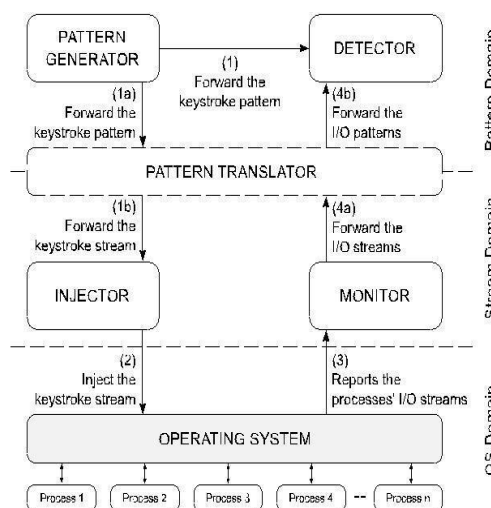 PATTERN
GENERATOR
DETECTOR
(1)
Forward the
keystroke pattern
(1a)
Forward the
keystroke pattern
(4b)
Forward the
I/O patterns
Pattern Domain
PATTERN TRANSLATOR
(1b)
Forward the
keystroke stream
(4a)
Forward the
I/O streams
Stream Domain
INJECTOR
MONITOR
(2)
Inject the
keystroke stream
(3)
Reports the
processes' I/O streams
OS Domain
OPERATING SYSTEM
Process 1
Process 2
Process 3
Process 4
Process n